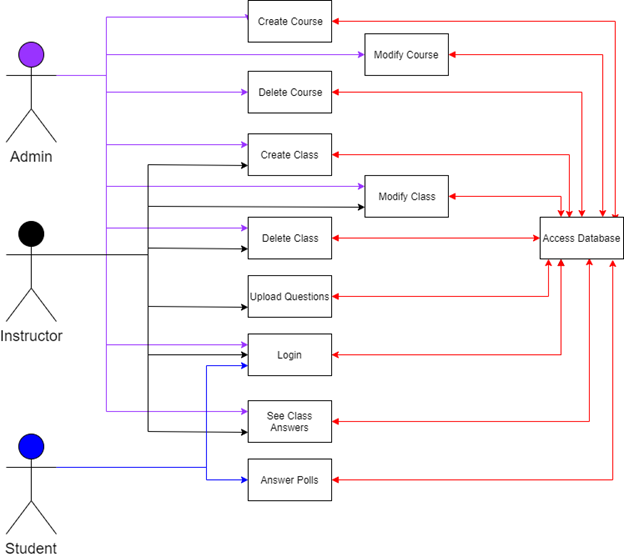 Create Course
Modify Course
Delete Course
Admin
Create Class
Modify Class
Delete Class
Access Database
Upload Questions
Instructor
Login
See Class
Answers
Answer Polls
Student